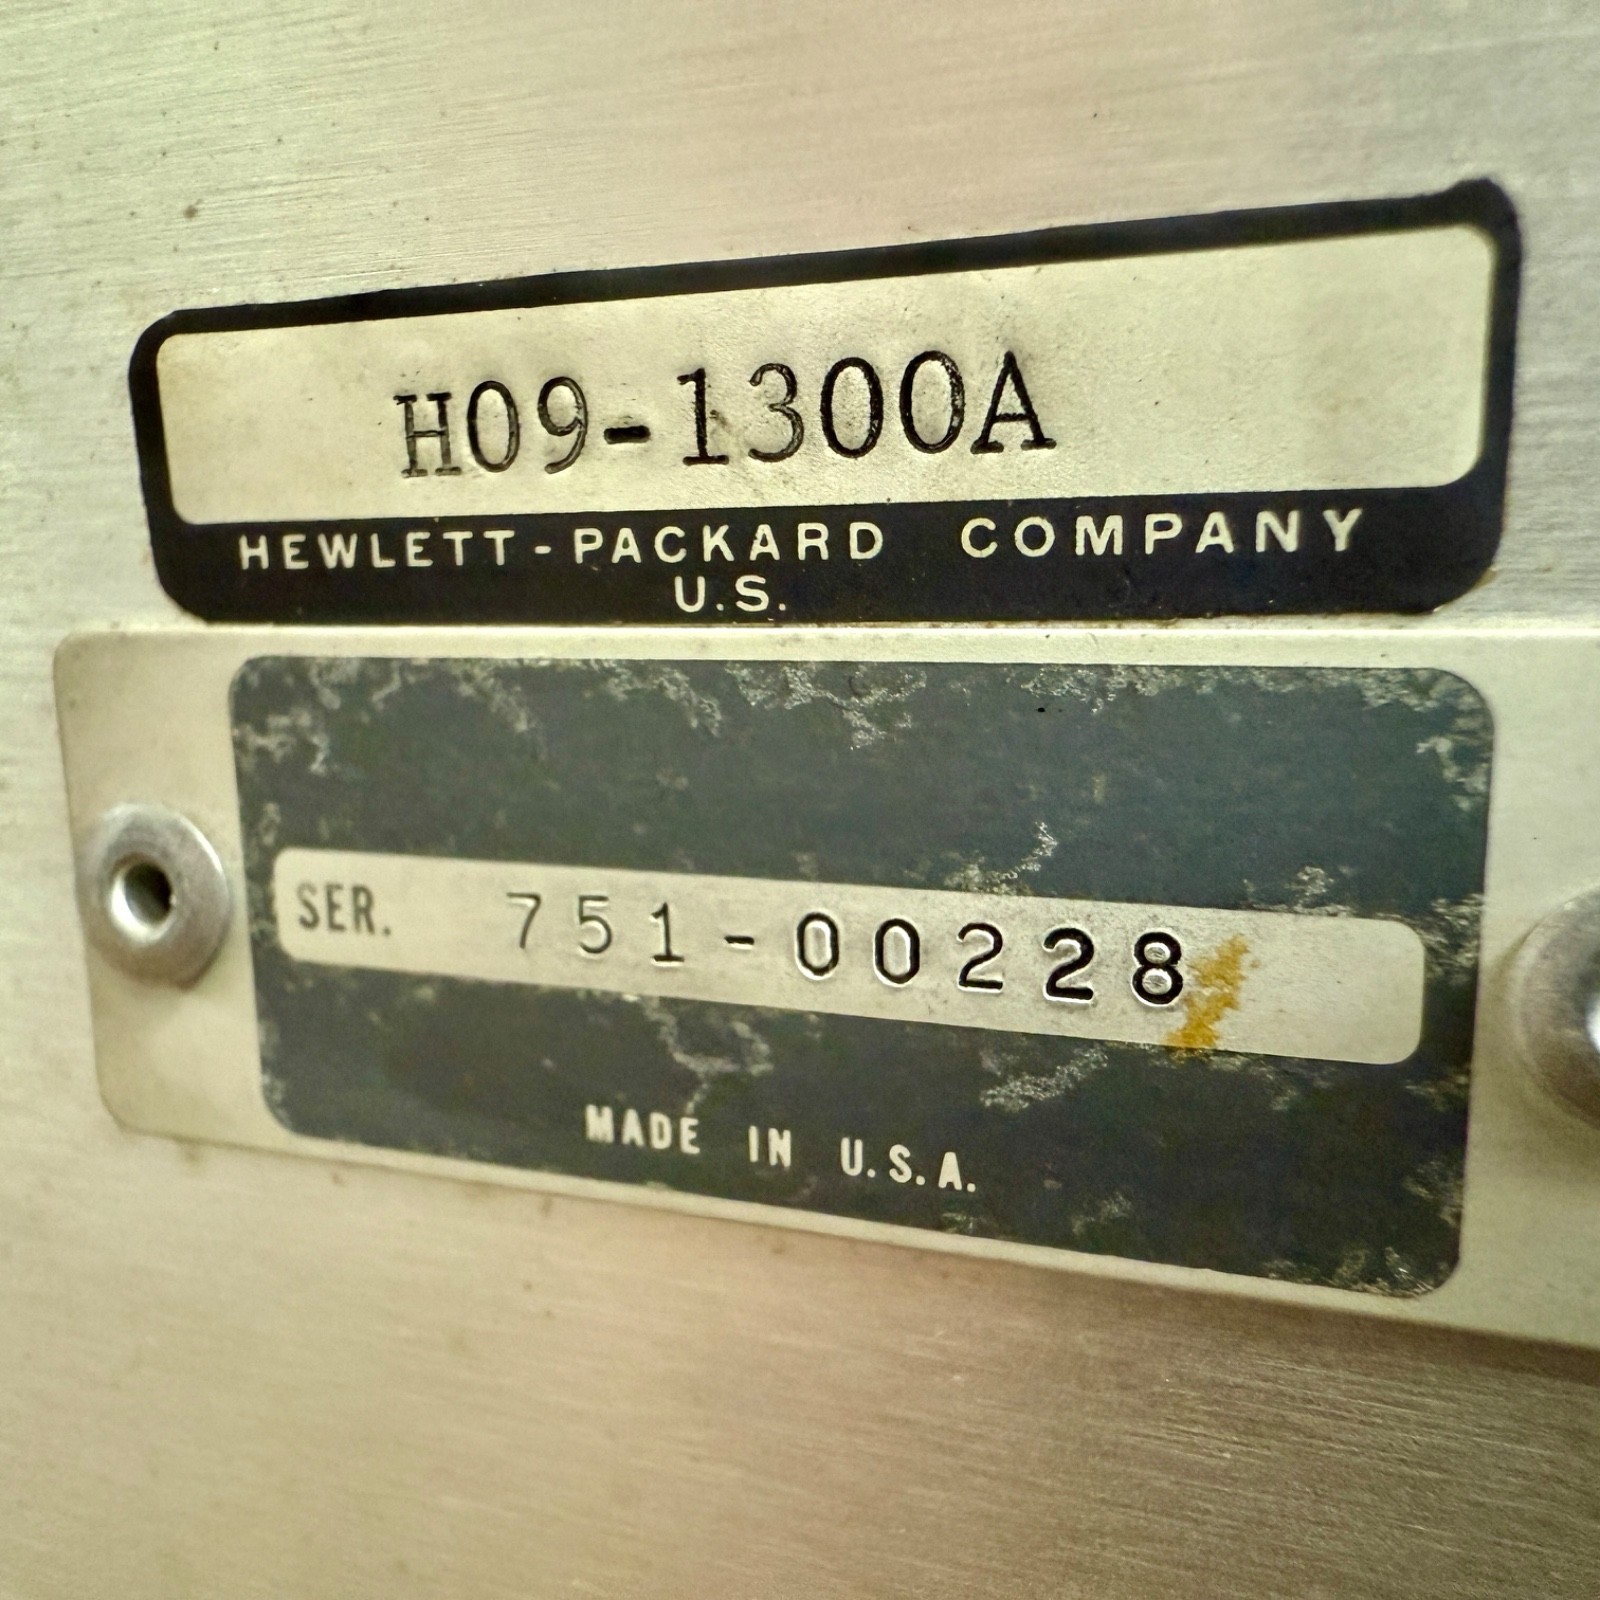 H09-1300A
HEWLETT-PACKARD COMPANY
U.S.
SER. 751-00228
MADE IN U.S.A.